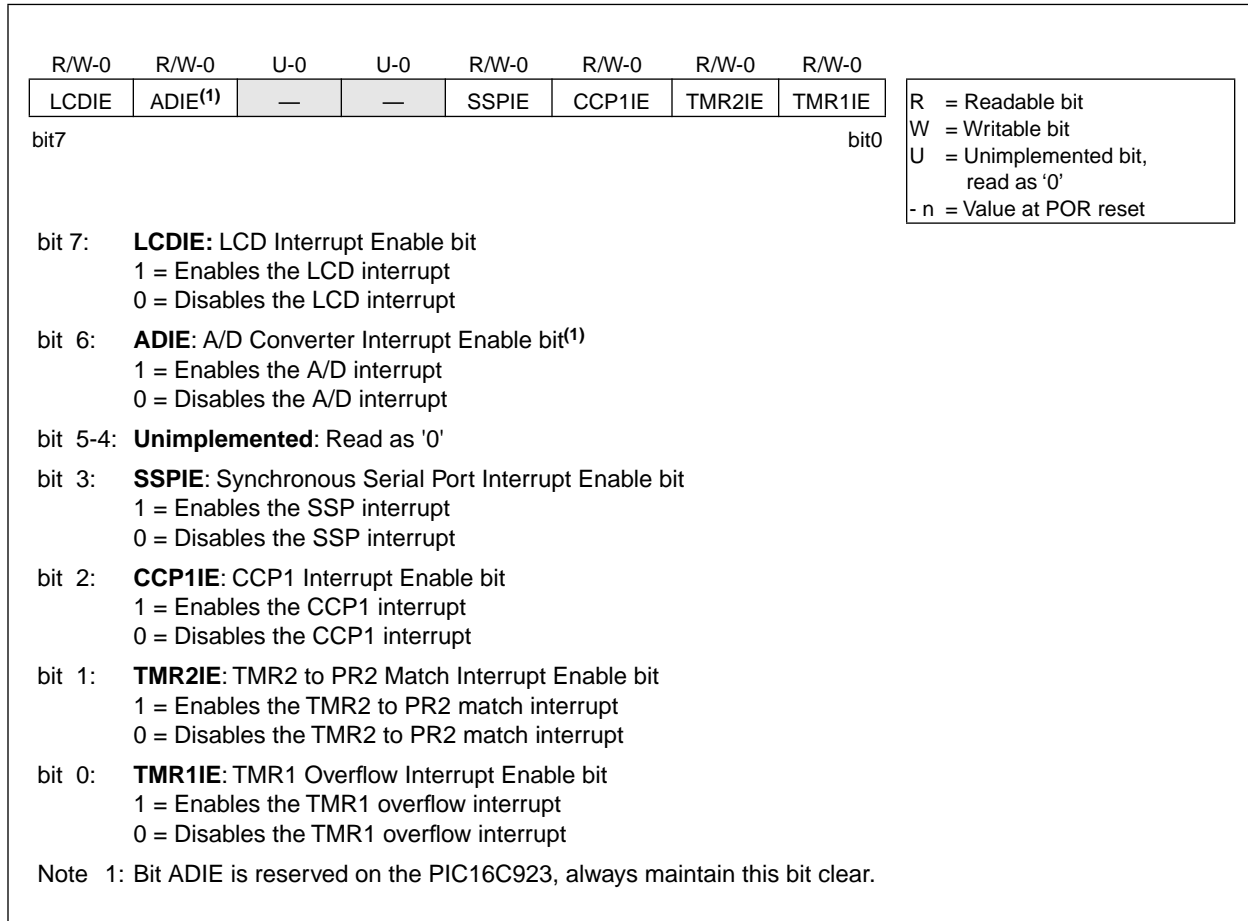 R/W-0 R/W-0 U-0 U-0 R/W-0 R/W-0 R/W-0 R/W-0
LCDIE ADIE(1) — — SSPIE CCP1IE TMR2IE TMR1IE
bit7 bit0
R = Readable bit
W = Writable bit
U = Unimplemented bit,
read as ‘0’
- n = Value at POR reset
bit 7: LCDIE: LCD Interrupt Enable bit
1 = Enables the LCD interrupt
0 = Disables the LCD interrupt
bit 6: ADIE: A/D Converter Interrupt Enable bit(1)
1 = Enables the A/D interrupt
0 = Disables the A/D interrupt
bit 5-4: Unimplemented: Read as '0'
bit 3: SSPIE: Synchronous Serial Port Interrupt Enable bit
1 = Enables the SSP interrupt
0 = Disables the SSP interrupt
bit 2: CCP1IE: CCP1 Interrupt Enable bit
1 = Enables the CCP1 interrupt
0 = Disables the CCP1 interrupt
bit 1: TMR2IE: TMR2 to PR2 Match Interrupt Enable bit
1 = Enables the TMR2 to PR2 match interrupt
0 = Disables the TMR2 to PR2 match interrupt
bit 0: TMR1IE: TMR1 Overflow Interrupt Enable bit
1 = Enables the TMR1 overflow interrupt
0 = Disables the TMR1 overflow interrupt
Note 1: Bit ADIE is reserved on the PIC16C923, always maintain this bit clear.